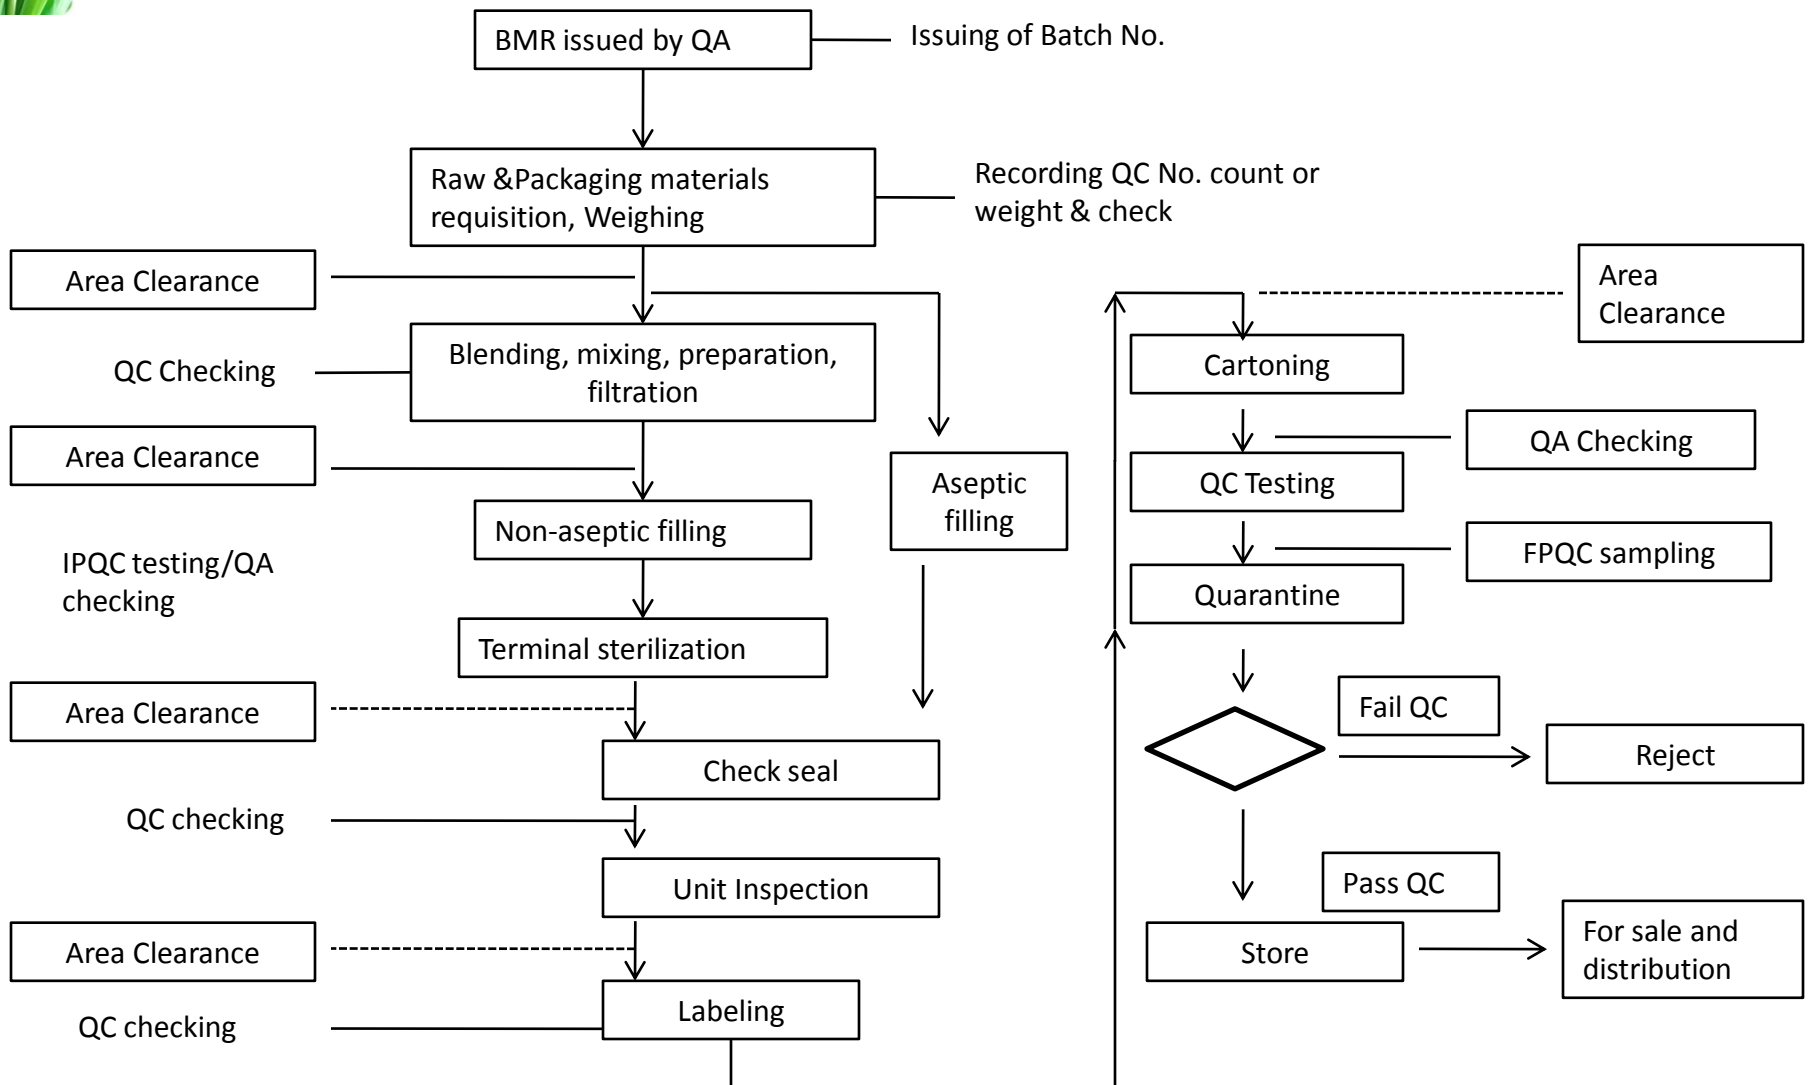 BMR issued by QA
Issuing of Batch No.
Raw &Packaging materials
requisition, Weighing
Recording QC No. count or
weight & check
Area Clearance
Blending, mixing, preparation,
filtration
QC Checking
Area Clearance
Aseptic
filling
Non-aseptic filling
IPQC testing/QA
checking
Terminal sterilization
Area Clearance
Check seal
QC checking
Unit Inspection
Area Clearance
Labeling
QC checking
Area
Clearance
Cartoning
QA Checking
QC Testing
FPQC sampling
Quarantine
Fail QC
Reject
Pass QC
Store
For sale and
distribution